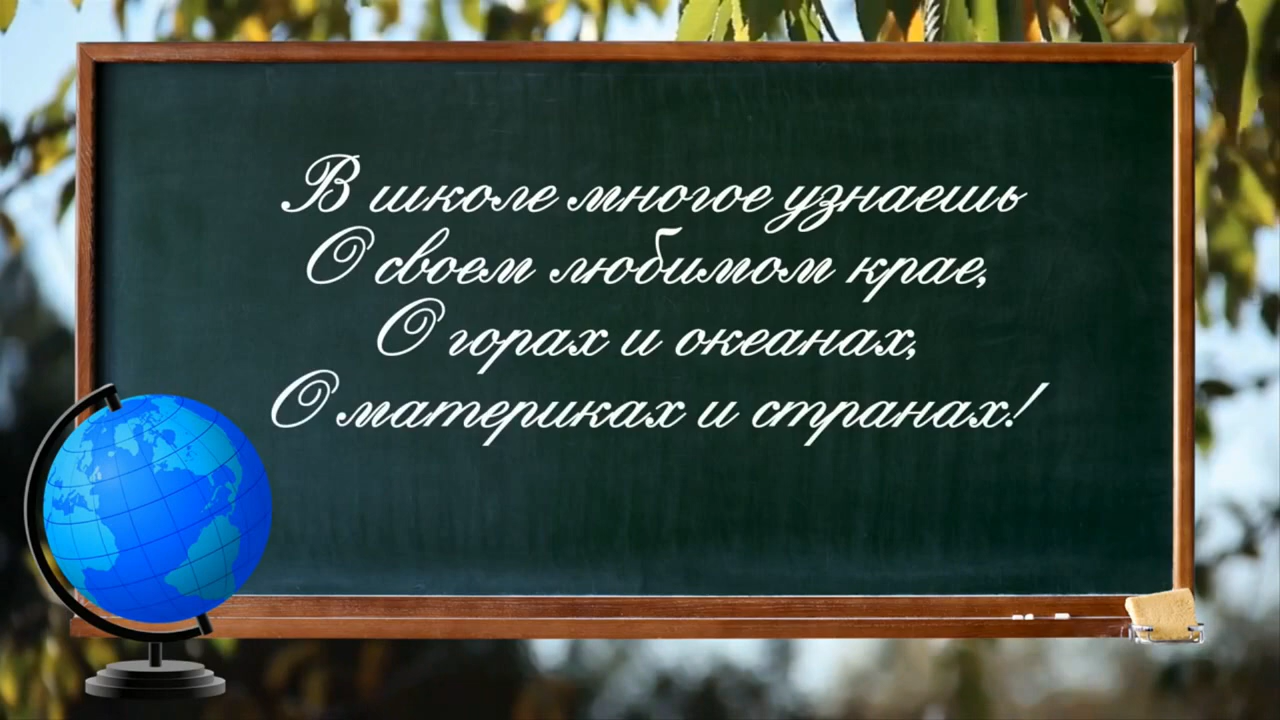 В школе многое узнаешь
О своем любимом крае,
О горах и океанах,
О материках и странах!